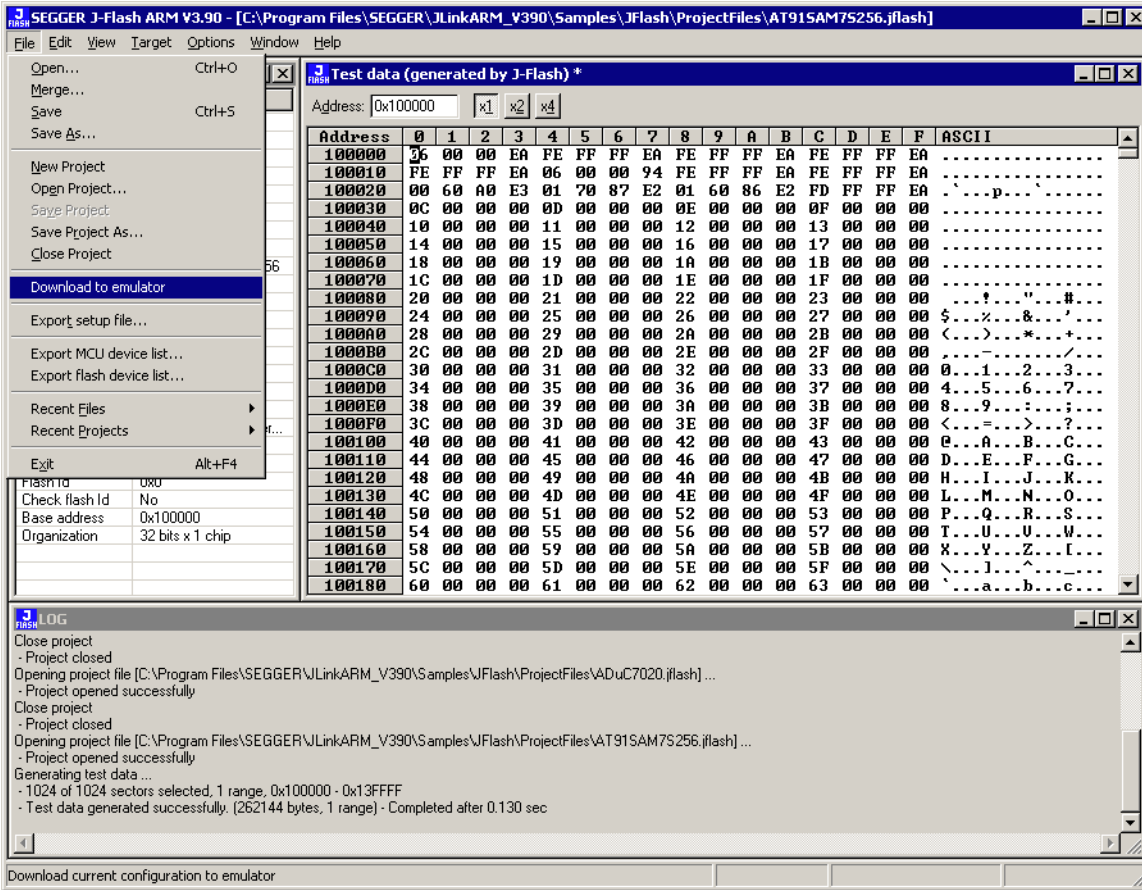 SEGGER J-Flash ARM V3.90 - [C:\Program Files\SEGGER\JLinkARM_V390\Samples\JFlash\ProjectFiles\AT91SAM7S256.jflash]
File Edit View Target Options Window Help
Open... Ctrl+O
Merge...
Save Ctrl+S
Save As...
New Project
Open Project...
Save Project
Save Project As...
Close Project
Download to emulator
Export setup file...
Export MCU device list...
Export flash device list...
Recent Files
Recent Projects
Exit Alt+F4
56
Flash Id 0x0
Check flash Id No
Base address 0x100000
Organization 32 bits x 1 chip
Test data (generated by J-Flash) *
Address: 0x100000 x1 x2 x4
Address 0 1 2 3 4 5 6 7 8 9 A B C D E F ASCII
100000 06 00 00 EA FE FF FF EA FE FF FF EA FE FF FF EA ................
100010 FE FF FF EA 06 00 00 94 FE FF FF EA FE FF FF EA ................
100020 00 60 A0 E3 01 70 87 E2 01 60 86 E2 FD FF FF EA .`...p...`......
100030 0C 00 00 00 0D 00 00 00 0E 00 00 00 0F 00 00 00 ................
100040 10 00 00 00 11 00 00 00 12 00 00 00 13 00 00 00 ................
100050 14 00 00 00 15 00 00 00 16 00 00 00 17 00 00 00 ................
100060 18 00 00 00 19 00 00 00 1A 00 00 00 1B 00 00 00 ................
100070 1C 00 00 00 1D 00 00 00 1E 00 00 00 1F 00 00 00 ................
100080 20 00 00 00 21 00 00 00 22 00 00 00 23 00 00 00  ...!..."...#...
100090 24 00 00 00 25 00 00 00 26 00 00 00 27 00 00 00 $...%...&...'...
1000A0 28 00 00 00 29 00 00 00 2A 00 00 00 2B 00 00 00 (...)...*...+...
1000B0 2C 00 00 00 2D 00 00 00 2E 00 00 00 2F 00 00 00 ,...-......./...
1000C0 30 00 00 00 31 00 00 00 32 00 00 00 33 00 00 00 0...1...2...3...
1000D0 34 00 00 00 35 00 00 00 36 00 00 00 37 00 00 00 4...5...6...7...
1000E0 38 00 00 00 39 00 00 00 3A 00 00 00 3B 00 00 00 8...9...:...;...
1000F0 3C 00 00 00 3D 00 00 00 3E 00 00 00 3F 00 00 00 <...=...>...?...
100100 40 00 00 00 41 00 00 00 42 00 00 00 43 00 00 00 @...A...B...C...
100110 44 00 00 00 45 00 00 00 46 00 00 00 47 00 00 00 D...E...F...G...
100120 48 00 00 00 49 00 00 00 4A 00 00 00 4B 00 00 00 H...I...J...K...
100130 4C 00 00 00 4D 00 00 00 4E 00 00 00 4F 00 00 00 L...M...N...O...
100140 50 00 00 00 51 00 00 00 52 00 00 00 53 00 00 00 P...Q...R...S...
100150 54 00 00 00 55 00 00 00 56 00 00 00 57 00 00 00 T...U...V...W...
100160 58 00 00 00 59 00 00 00 5A 00 00 00 5B 00 00 00 X...Y...Z...[...
100170 5C 00 00 00 5D 00 00 00 5E 00 00 00 5F 00 00 00 \...]...^..._...
100180 60 00 00 00 61 00 00 00 62 00 00 00 63 00 00 00 `...a...b...c...
LOG
Close project
- Project closed
Opening project file [C:\Program Files\SEGGER\JLinkARM_V390\Samples\JFlash\ProjectFiles\ADuC7020.jflash] ...
- Project opened successfully
Close project
- Project closed
Opening project file [C:\Program Files\SEGGER\JLinkARM_V390\Samples\JFlash\ProjectFiles\AT91SAM7S256.jflash] ...
- Project opened successfully
Generating test data ...
- 1024 of 1024 sectors selected, 1 range, 0x100000 - 0x13FFFF
- Test data generated successfully. (262144 bytes, 1 range) - Completed after 0.130 sec
Download current configuration to emulator